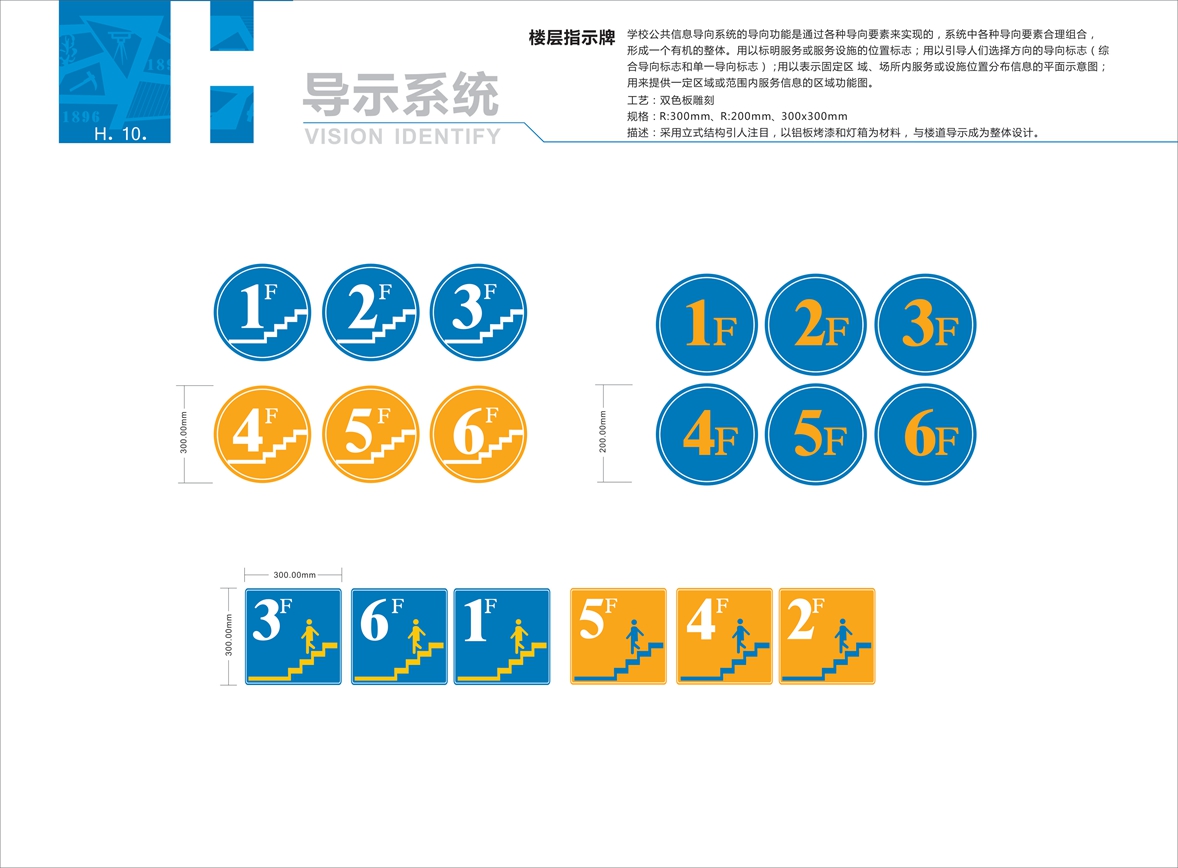 1896
189
H. 10.
导示系统
VISION IDENTIFY
楼层指示牌
学校公共信息导向系统的导向功能是通过各种导向要素来实现的，系统中各种导向要素合理组合，
形成一个有机的整体。用以标明服务或服务设施的位置标志；用以引导人们选择方向的导向标志（综
合导向标志和单一导向标志）;用以表示固定区 域、场所内服务或设施位置分布信息的平面示意图；
用来提供一定区域或范围内服务信息的区域功能图。
工艺：双色板雕刻
规格：R:300mm、R:200mm、300x300mm
描述：采用立式结构引人注目，以铝板烤漆和灯箱为材料，与楼道导示成为整体设计。
1F 2F 3F
4F 5F 6F
300.00mm
1F 2F 3F
4F 5F 6F
200.00mm
300.00mm
300.00mm
3F 6F 1F 5F 4F 2F